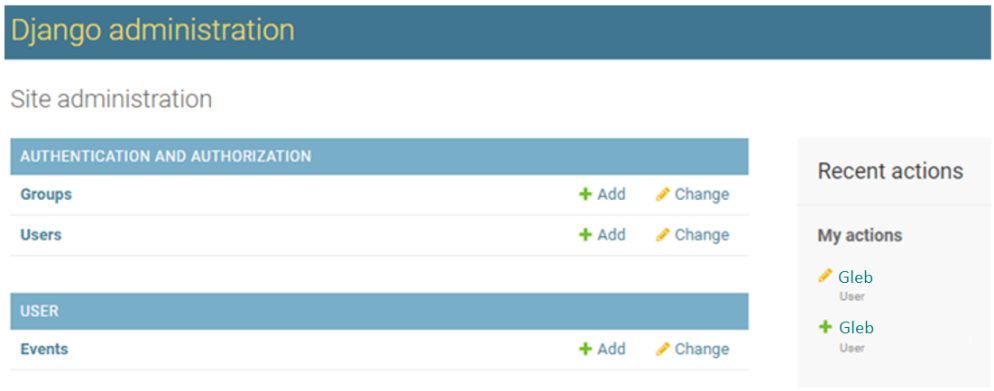 Django administration
Site administration
AUTHENTICATION AND AUTHORIZATION
Groups Add Change
Users Add Change
USER
Events Add Change
Recent actions
My actions
Gleb
User
Gleb
User